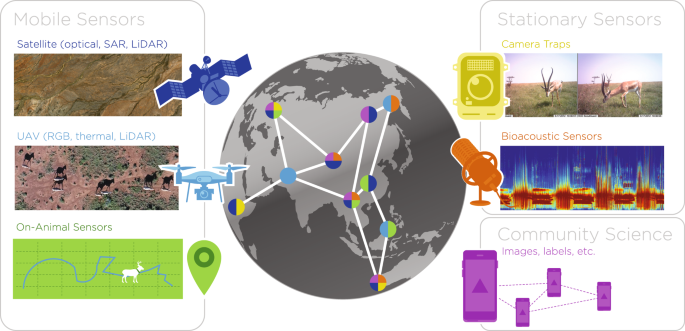 Mobile Sensors
Satellite (optical, SAR, LiDAR)
UAV (RGB, thermal, LiDAR)
On-Animal Sensors
Stationary Sensors
Camera Traps
Bioacoustic Sensors
Community Science
Images, labels, etc.